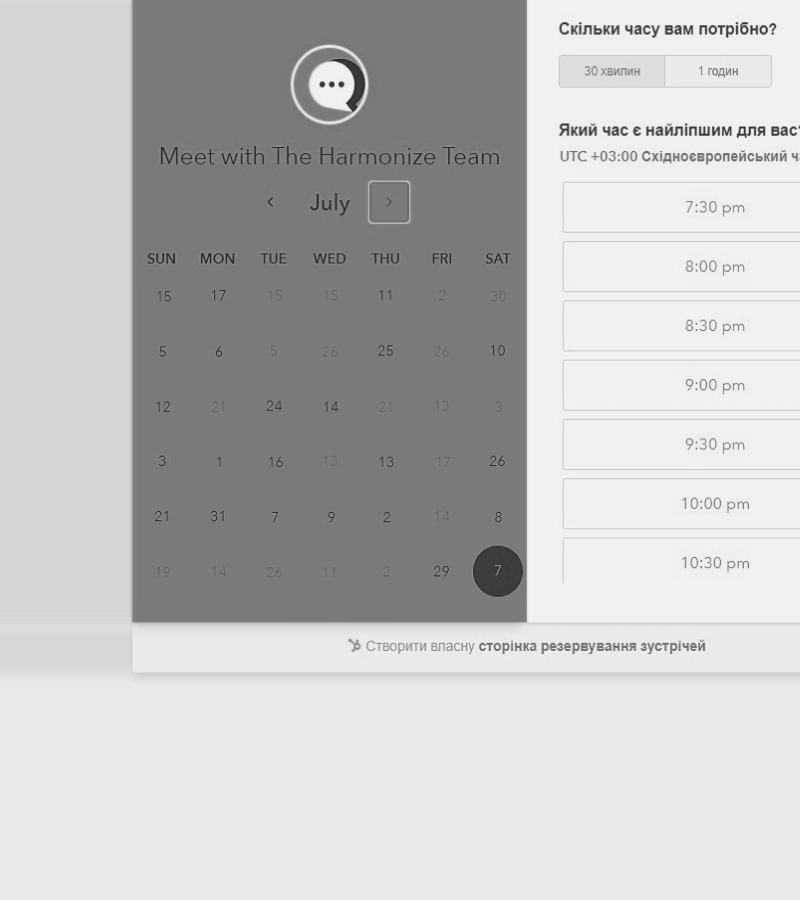 Meet with The Harmonize Team
July
SUN MON TUE WED THU FRI SAT
15 17 15 15 11 2 30
5 6 5 26 25 26 10
12 21 24 14 21 13 3
3 1 16 13 13 17 26
21 31 7 9 2 14 8
19 14 26 11 2 29 7
Скільки часу вам потрібно?
30 хвилин 1 годин
Який час є найліпшим для вас?
UTC +03:00 Східноєвропейський
7:30 pm
8:00 pm
8:30 pm
9:00 pm
9:30 pm
10:00 pm
10:30 pm
Створити власну сторінка резервування зустрічей